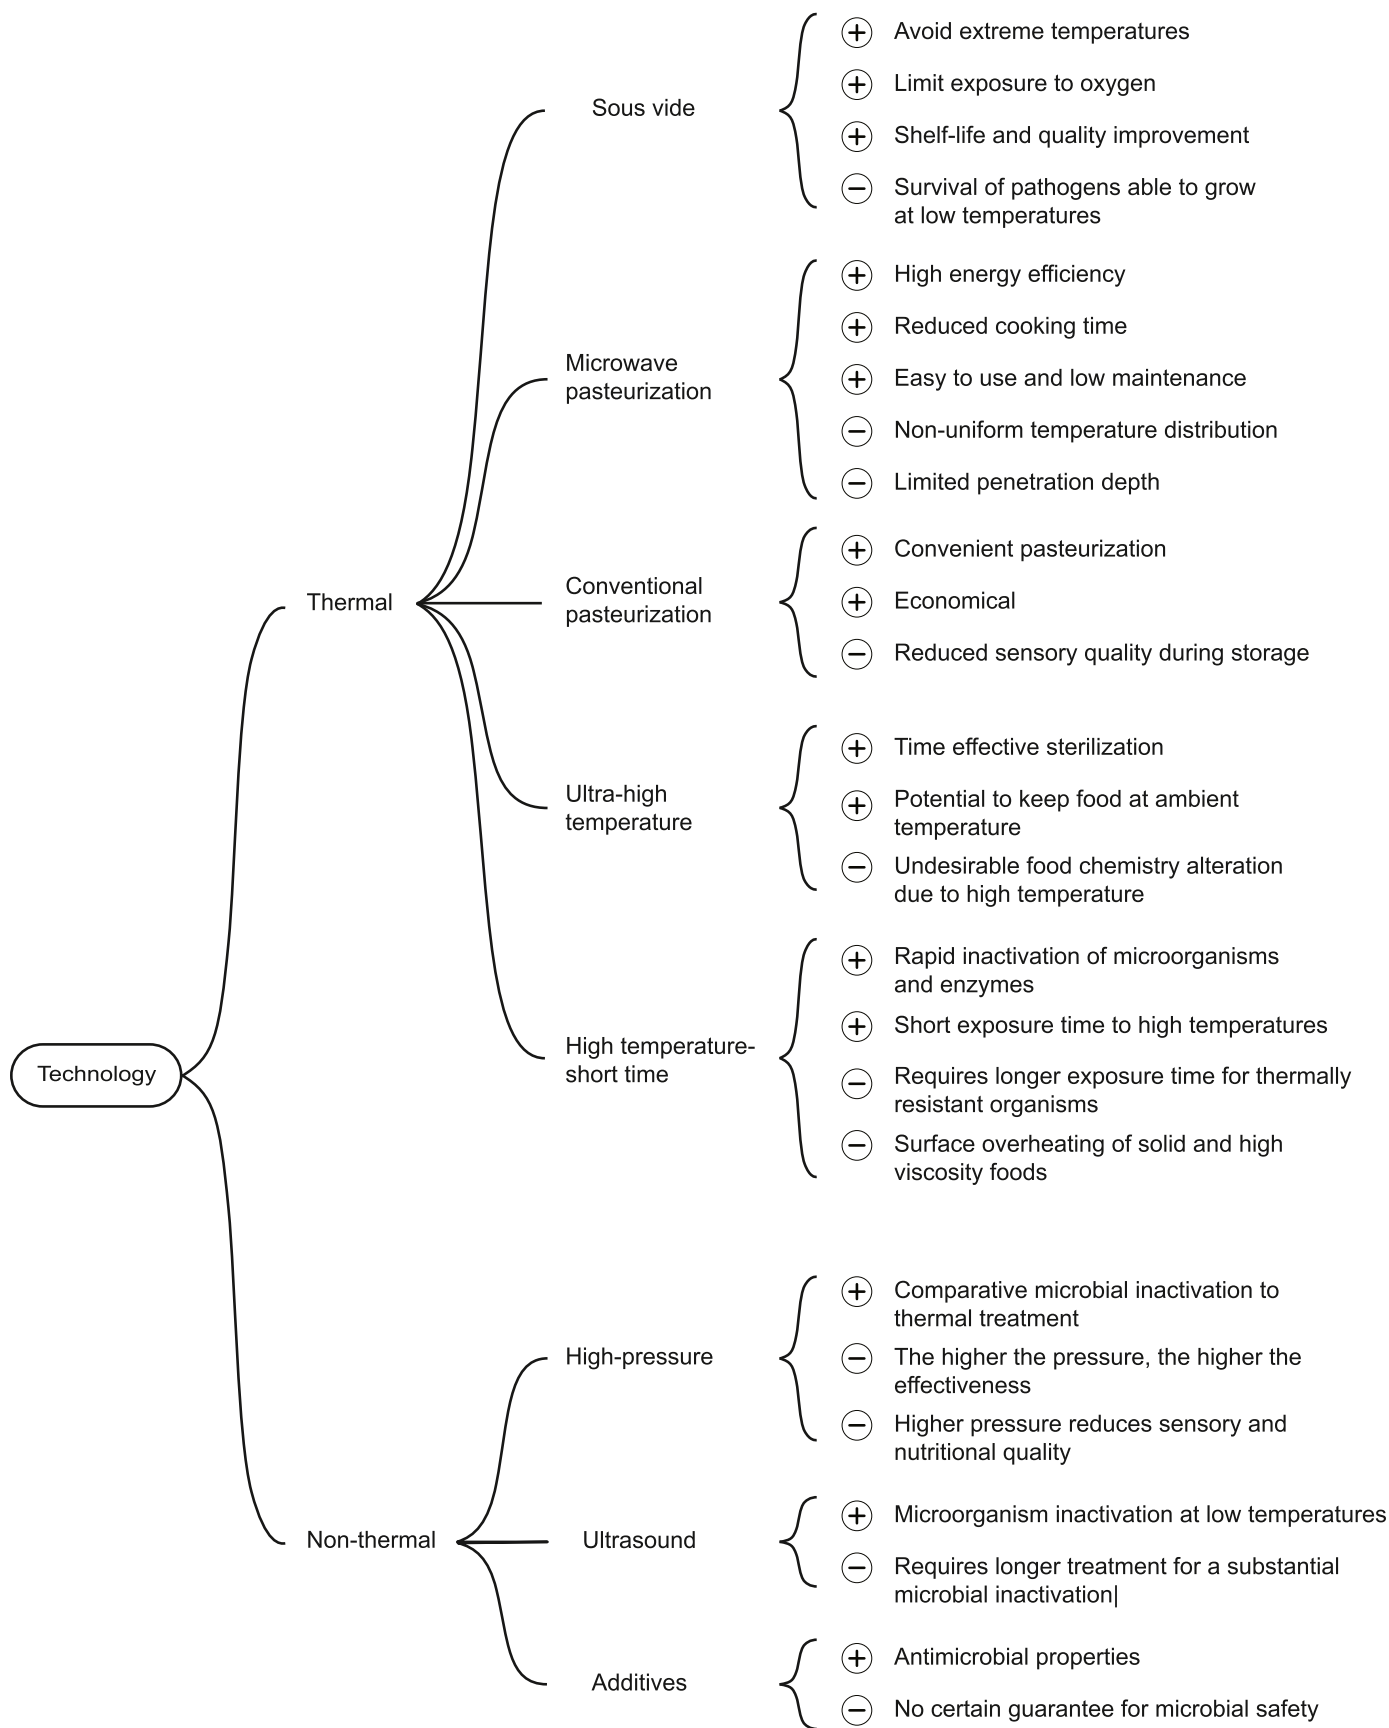 Technology
Thermal
Sous vide
⊕ Avoid extreme temperatures
⊕ Limit exposure to oxygen
⊕ Shelf-life and quality improvement
⊖ Survival of pathogens able to grow
at low temperatures
Microwave
pasteurization
⊕ High energy efficiency
⊕ Reduced cooking time
⊕ Easy to use and low maintenance
⊖ Non-uniform temperature distribution
⊖ Limited penetration depth
Conventional
pasteurization
⊕ Convenient pasteurization
⊕ Economical
⊖ Reduced sensory quality during storage
Ultra-high
temperature
⊕ Time effective sterilization
⊕ Potential to keep food at ambient
temperature
⊖ Undesirable food chemistry alteration
due to high temperature
High temperature-
short time
⊕ Rapid inactivation of microorganisms
and enzymes
⊕ Short exposure time to high temperatures
⊖ Requires longer exposure time for thermally
resistant organisms
⊖ Surface overheating of solid and high
viscosity foods
Non-thermal
High-pressure
⊕ Comparative microbial inactivation to
thermal treatment
⊖ The higher the pressure, the higher the
effectiveness
⊖ Higher pressure reduces sensory and
nutritional quality
Ultrasound
⊕ Microorganism inactivation at low temperatures
⊖ Requires longer treatment for a substantial
microbial inactivation|
Additives
⊕ Antimicrobial properties
⊖ No certain guarantee for microbial safety